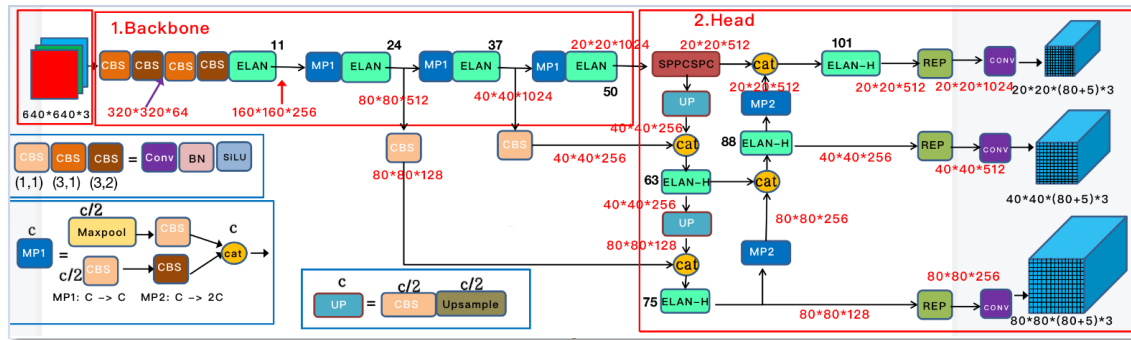 1.Backbone
2.Head
640*640*3
CBS CBS CBS CBS ELAN 11 MP1 ELAN 24 MP1 ELAN 37 MP1 ELAN 50
320*320*64
160*160*256
80*80*512
40*40*1024
20*20*1024
SPPCSPC
20*20*512
cat
101
ELAN-H
20*20*512
REP
20*20*1024
CONV
20*20*(80+5)*3
UP
20*20*512
MP2
40*40*256
CBS
80*80*128
CBS
40*40*256
cat
88
ELAN-H
40*40*256
REP
40*40*512
CONV
40*40*(80+5)*3
63
ELAN-H
cat
40*40*256
UP
80*80*256
80*80*128
cat
MP2
75
ELAN-H
80*80*128
REP
80*80*256
CONV
80*80*(80+5)*3
CBS CBS CBS = Conv BN SiLU
(1,1) (3,1) (3,2)
c/2
c
Maxpool
CBS
c
MP1
=
cat
c/2
CBS
CBS
MP1: C -> C MP2: C -> 2C
c c/2 c/2
UP = CBS Upsample